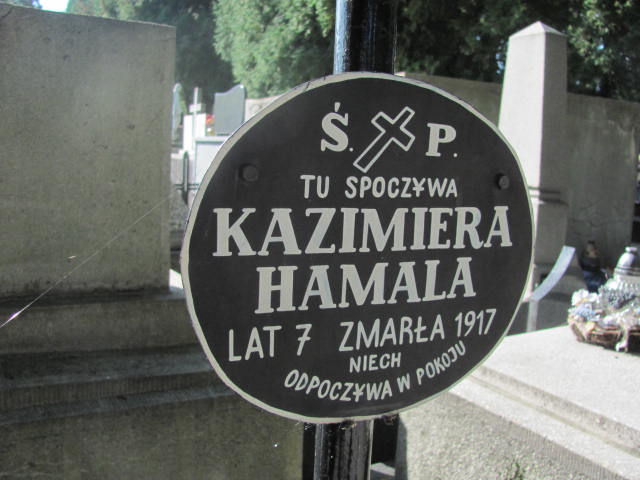 Ś. P.
TU SPOCZYWA
KAZIMIERA
HAMALA
LAT 7 ZMARŁA 1917
NIECH
ODPOCZYWA W POKOJU